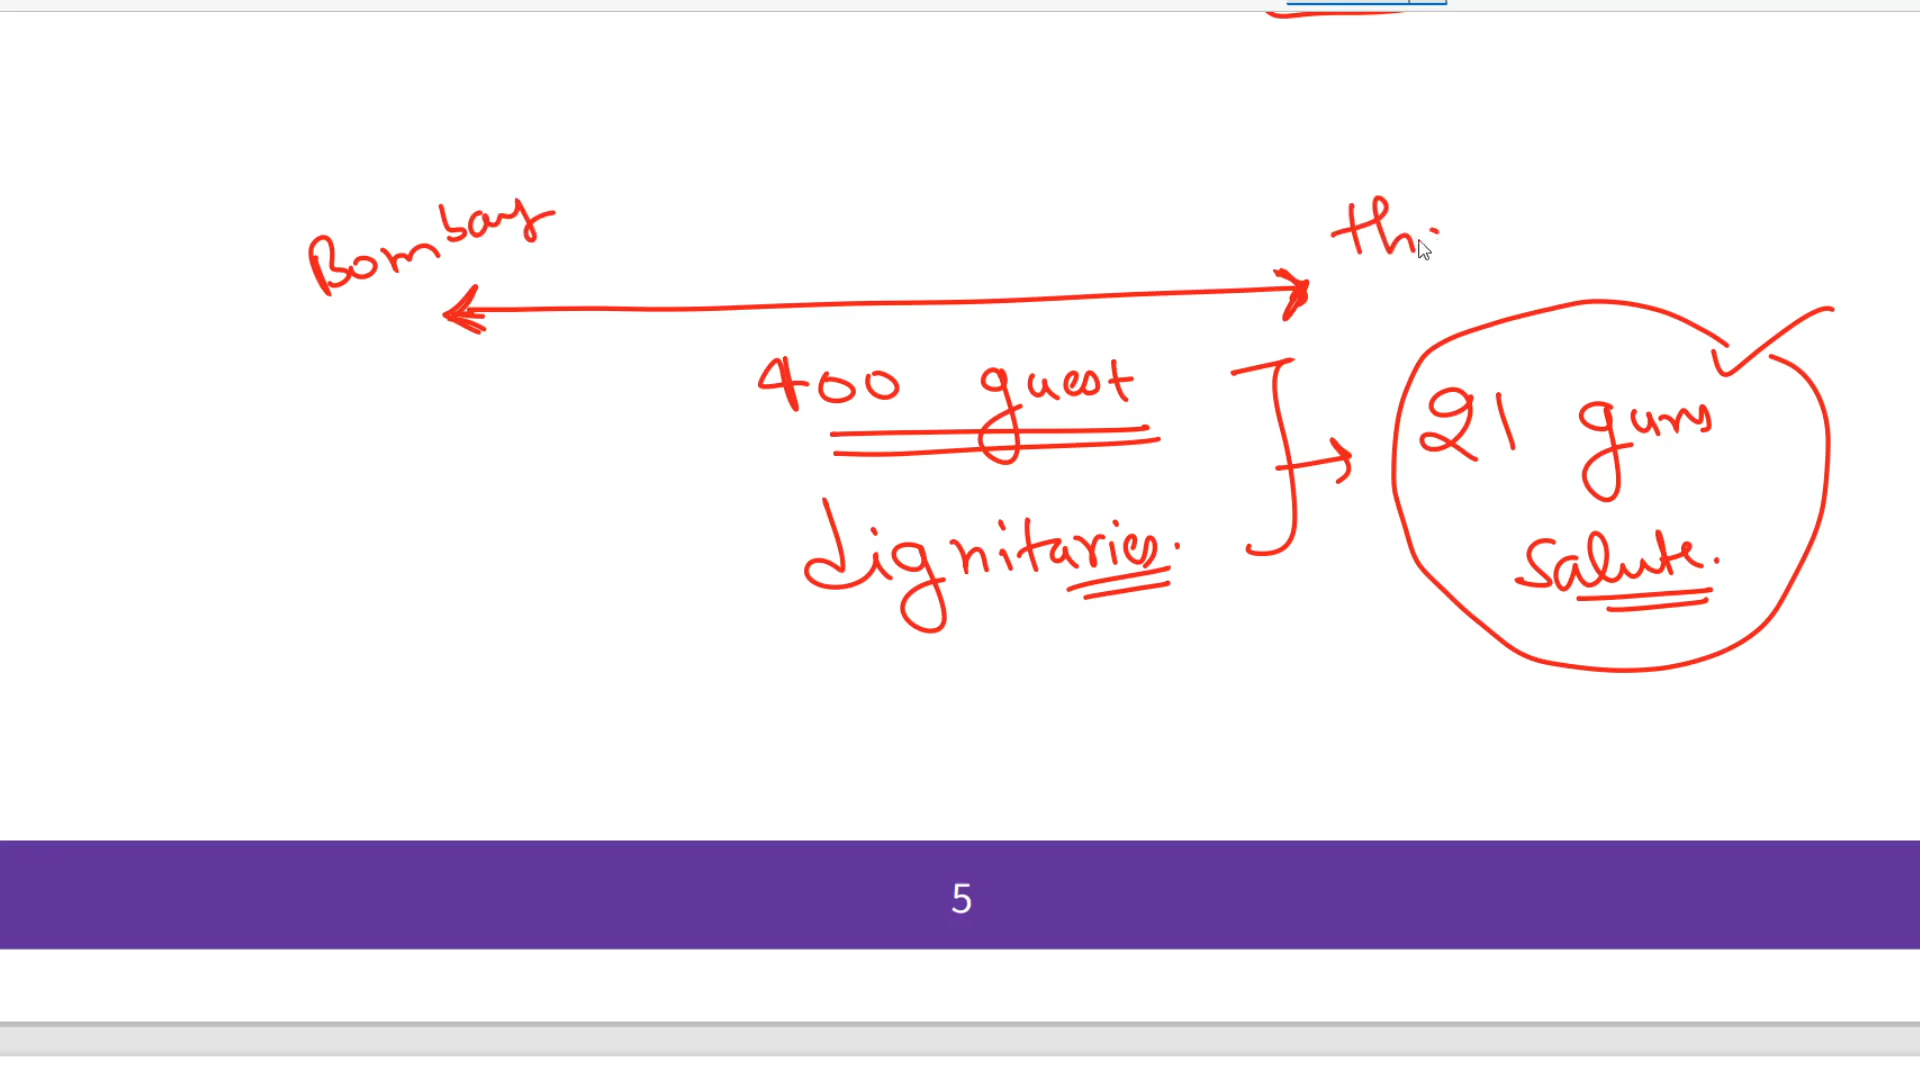 Bombay
th.
400 guest
21 guns
dignitaries.
salute.
5